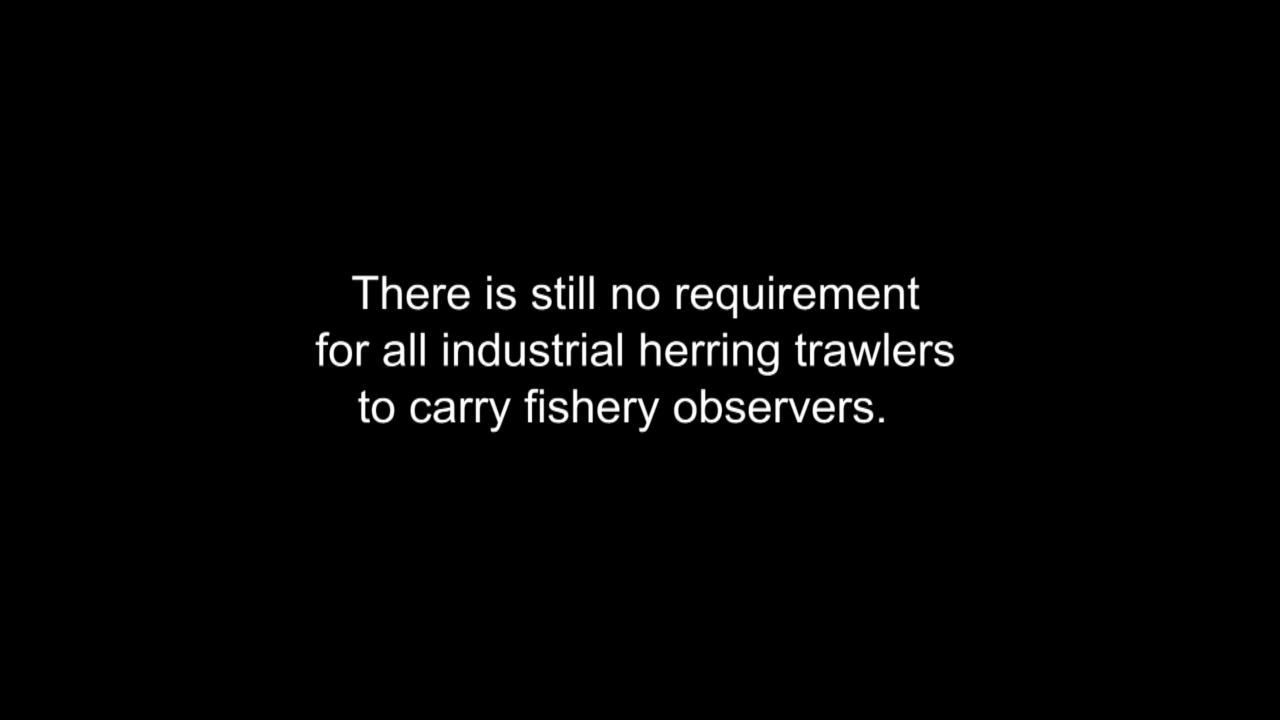 There is still no requirement
for all industrial herring trawlers
to carry fishery observers.